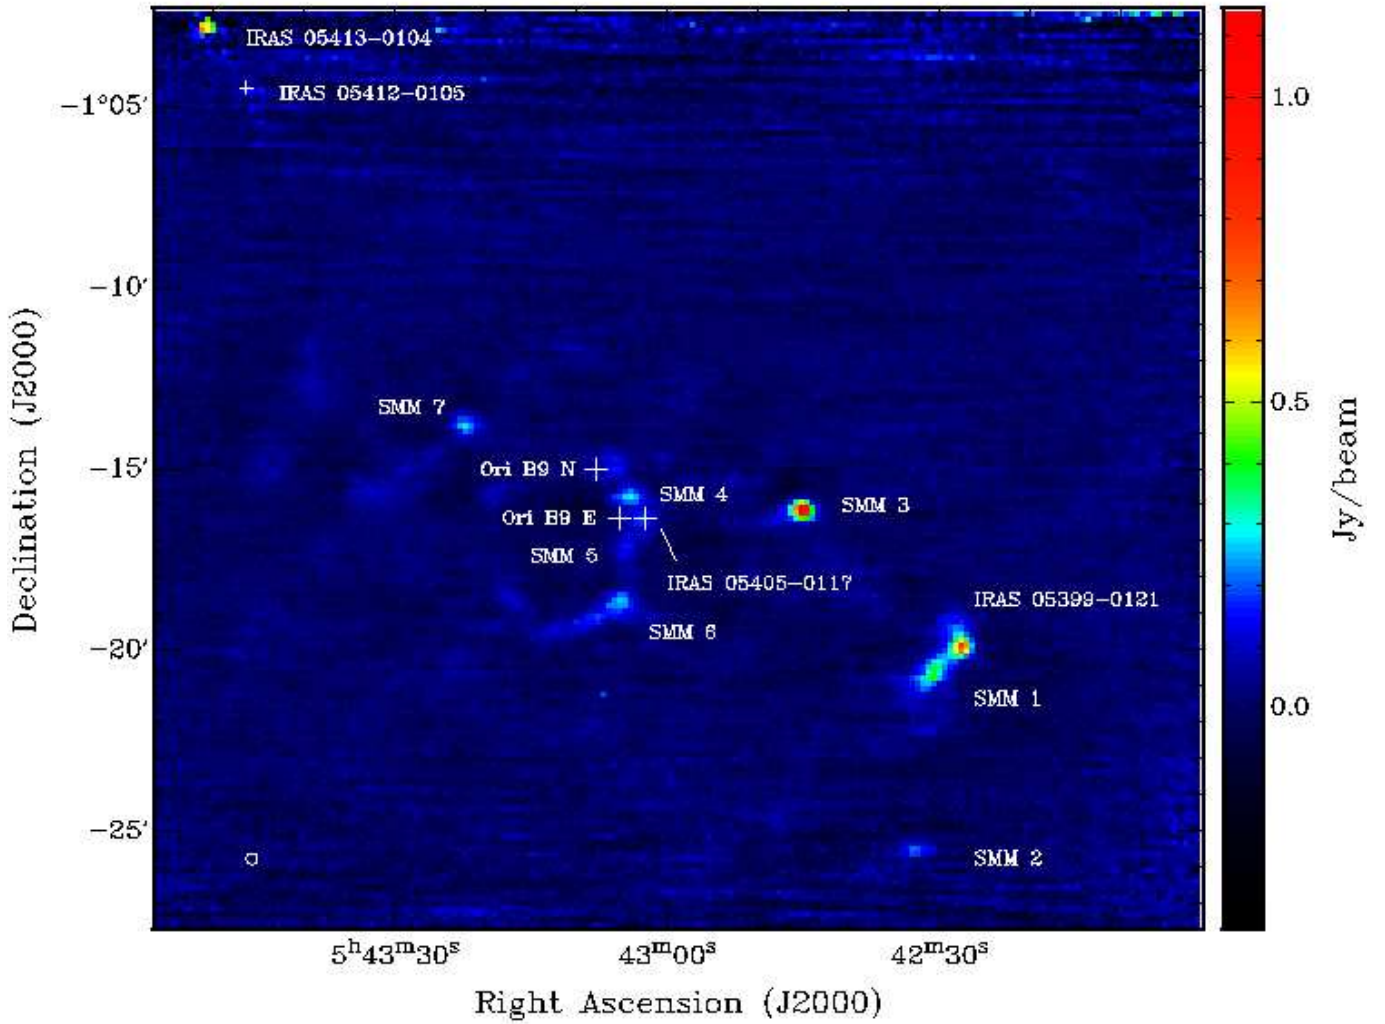 IRAS 05413-0104
IRAS 05412-0105
-1°05′
1.0
-10′
SMM 7
0.5
-15′
Ori B9 N
SMM 4
SMM 3
Ori B9 E
SMM 5
IRAS 05405-0117
IRAS 05399-0121
SMM 6
-20′
SMM 1
0.0
-25′
SMM 2
5ʰ43ᵐ30ˢ
43ᵐ00ˢ
42ᵐ30ˢ
Right Ascension (J2000)
Declination (J2000)
Jy/beam